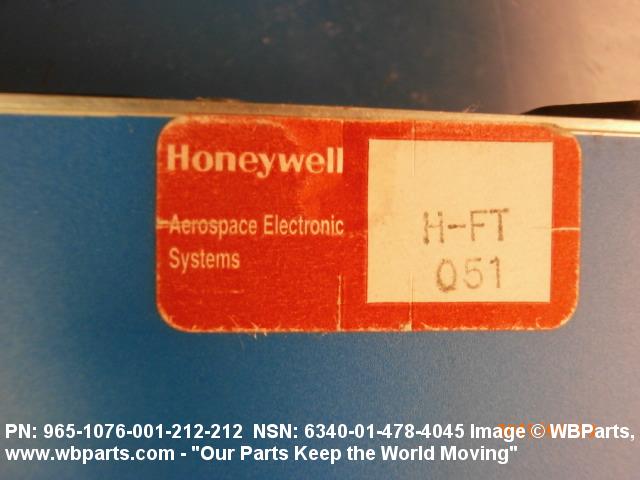 Honeywell
Aerospace Electronic
Systems
H-FT
051
PN: 965-1076-001-212-212 NSN: 6340-01-478-4045 Image © WBParts,
www.wbparts.com - "Our Parts Keep the World Moving"